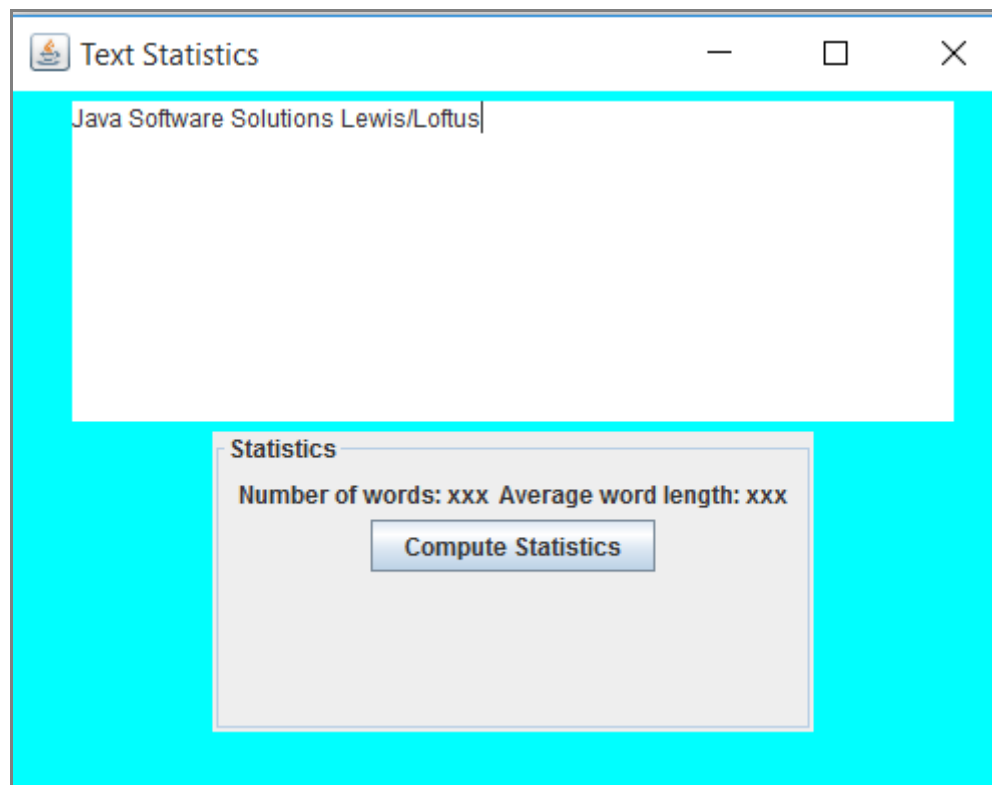 Text Statistics
Java Software Solutions Lewis/Loftus
Statistics
Number of words: xxx Average word length: xxx
Compute Statistics